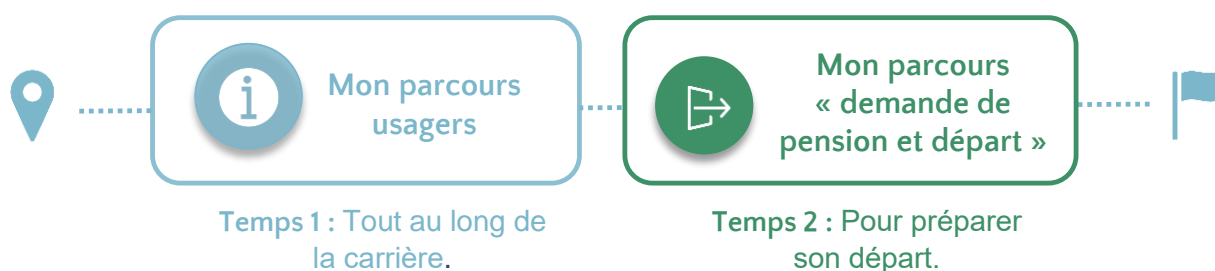 Mon parcours
usagers
Temps 1 : Tout au long de
la carrière.
Mon parcours
« demande de
pension et départ »
Temps 2 : Pour préparer
son départ.